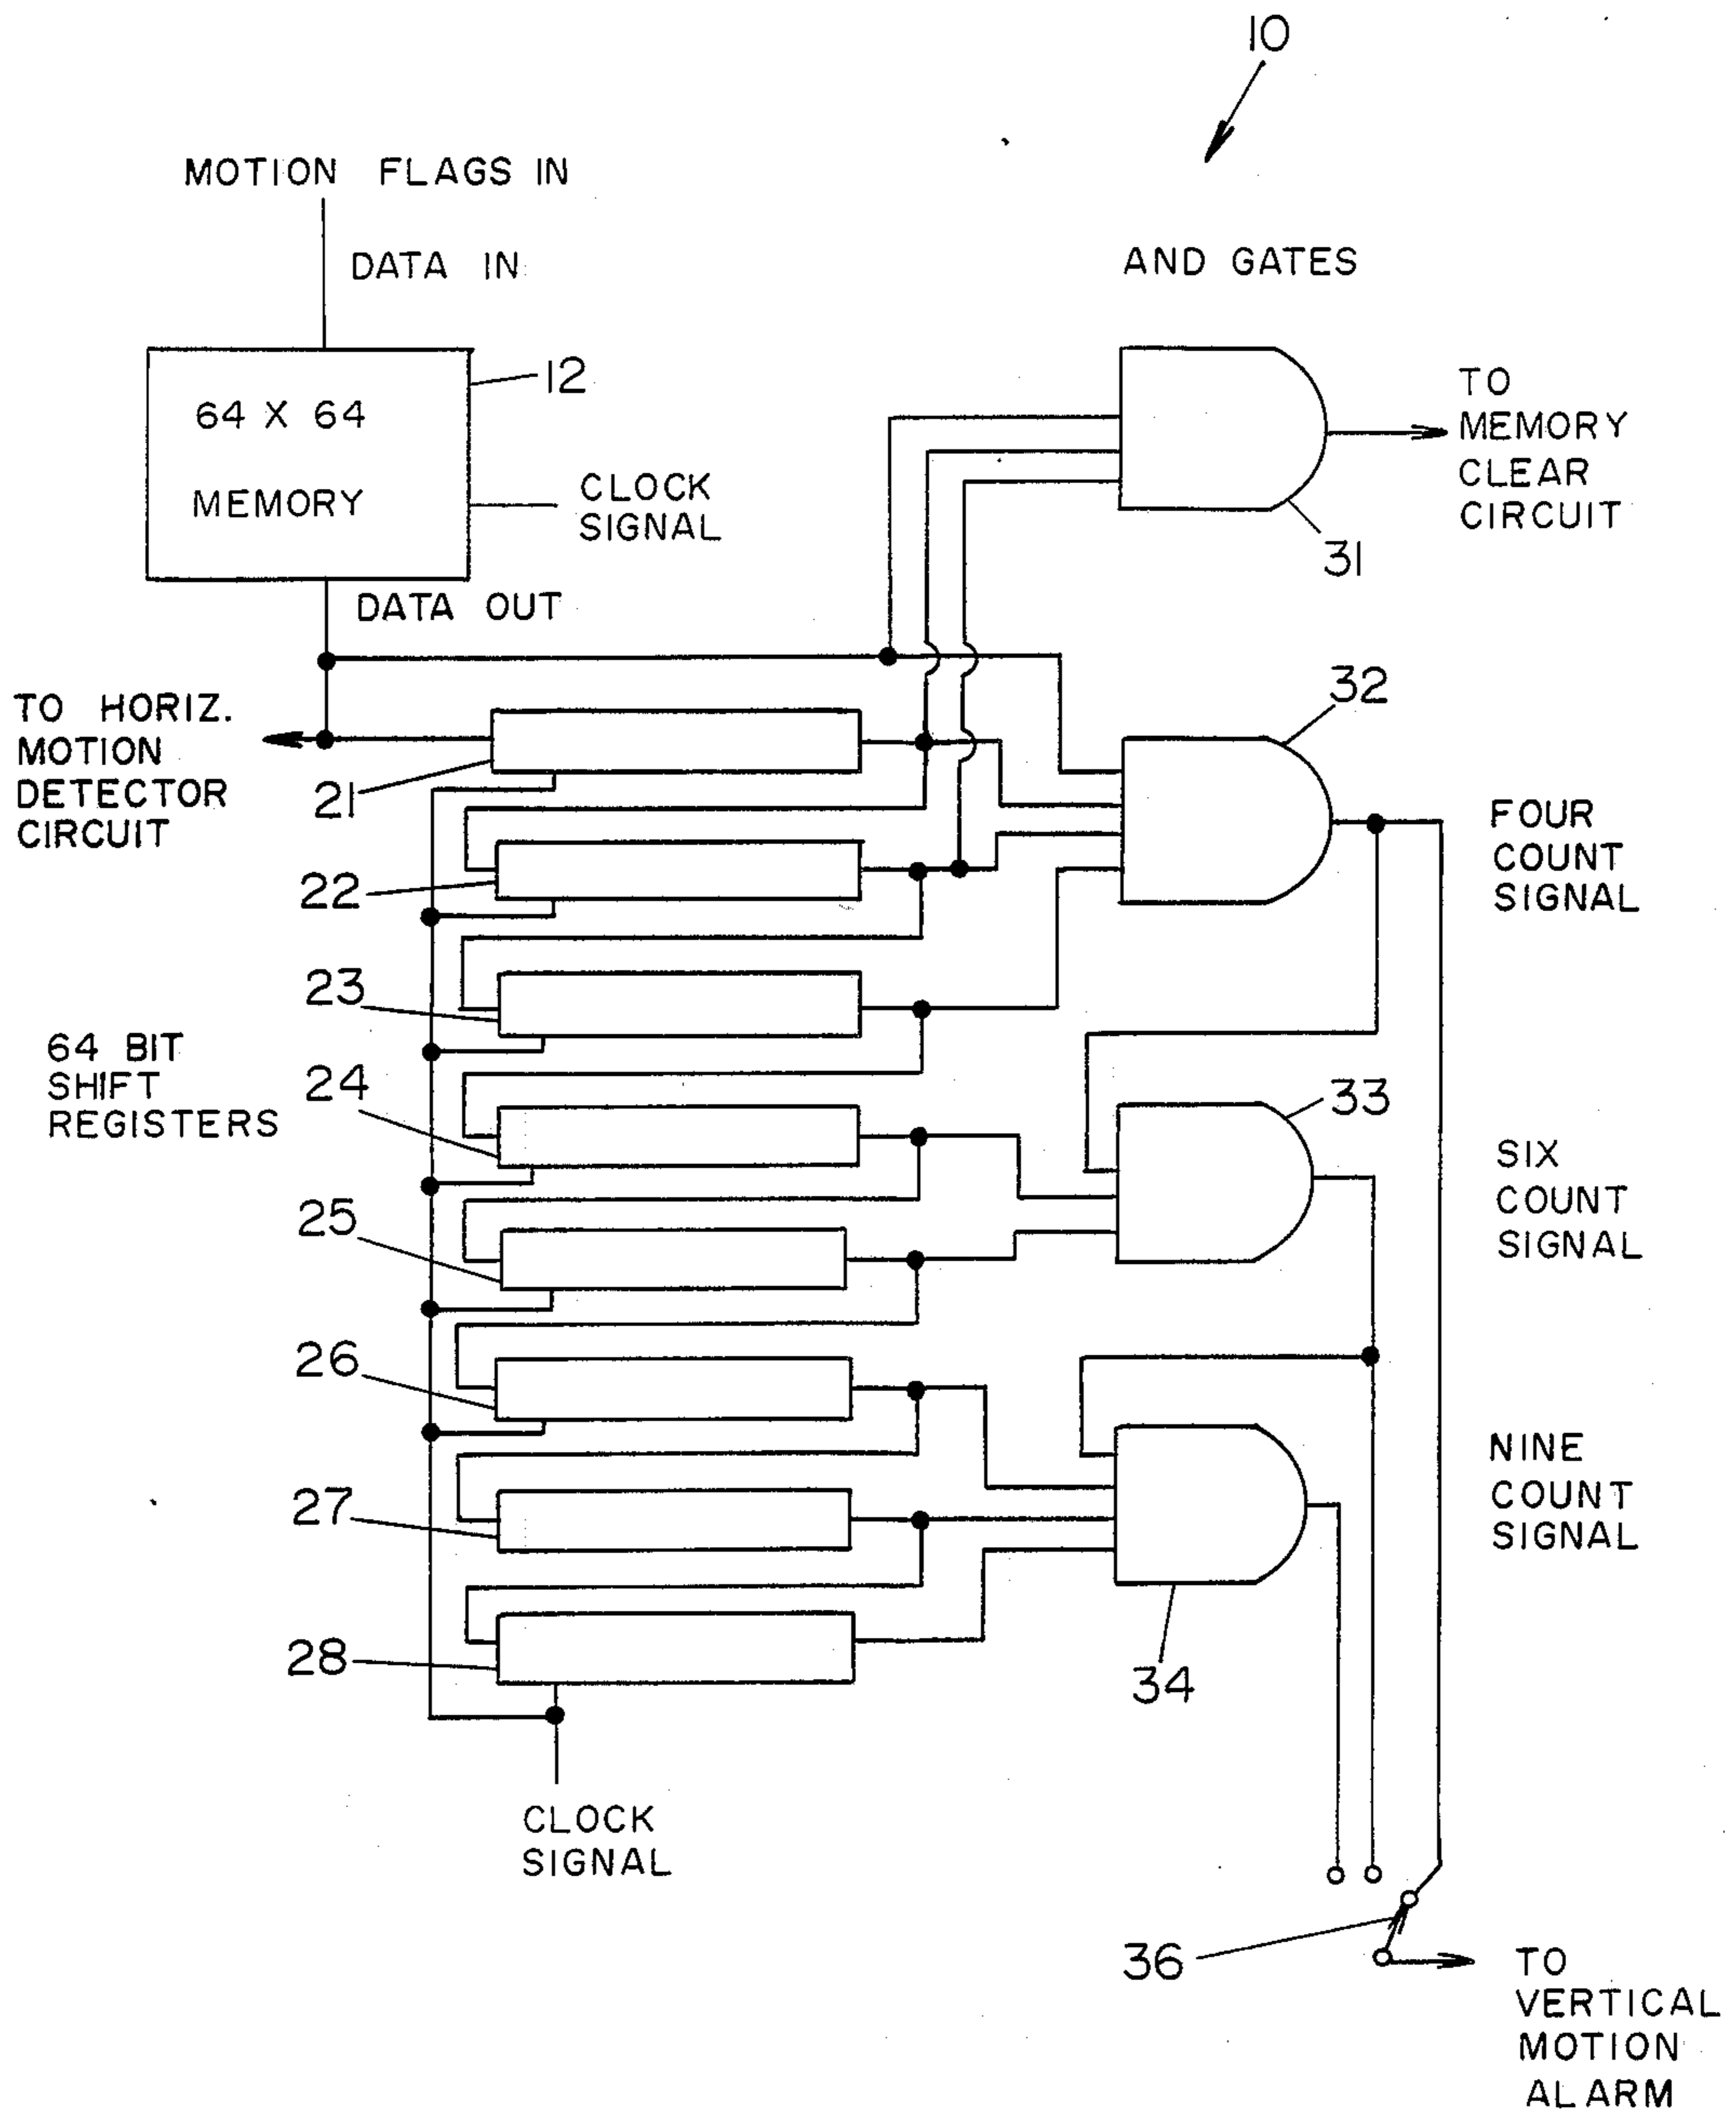 10
MOTION FLAGS IN
DATA IN
AND GATES
12
64 X 64
MEMORY
CLOCK
SIGNAL
TO
MEMORY
CLEAR
CIRCUIT
31
DATA OUT
32
TO HORIZ.
MOTION
DETECTOR
CIRCUIT
21
FOUR
COUNT
SIGNAL
22
23
64 BIT
SHIFT
REGISTERS
24
33
SIX
COUNT
SIGNAL
25
26
NINE
COUNT
SIGNAL
27
28
34
CLOCK
SIGNAL
36
TO
VERTICAL
MOTION
ALARM